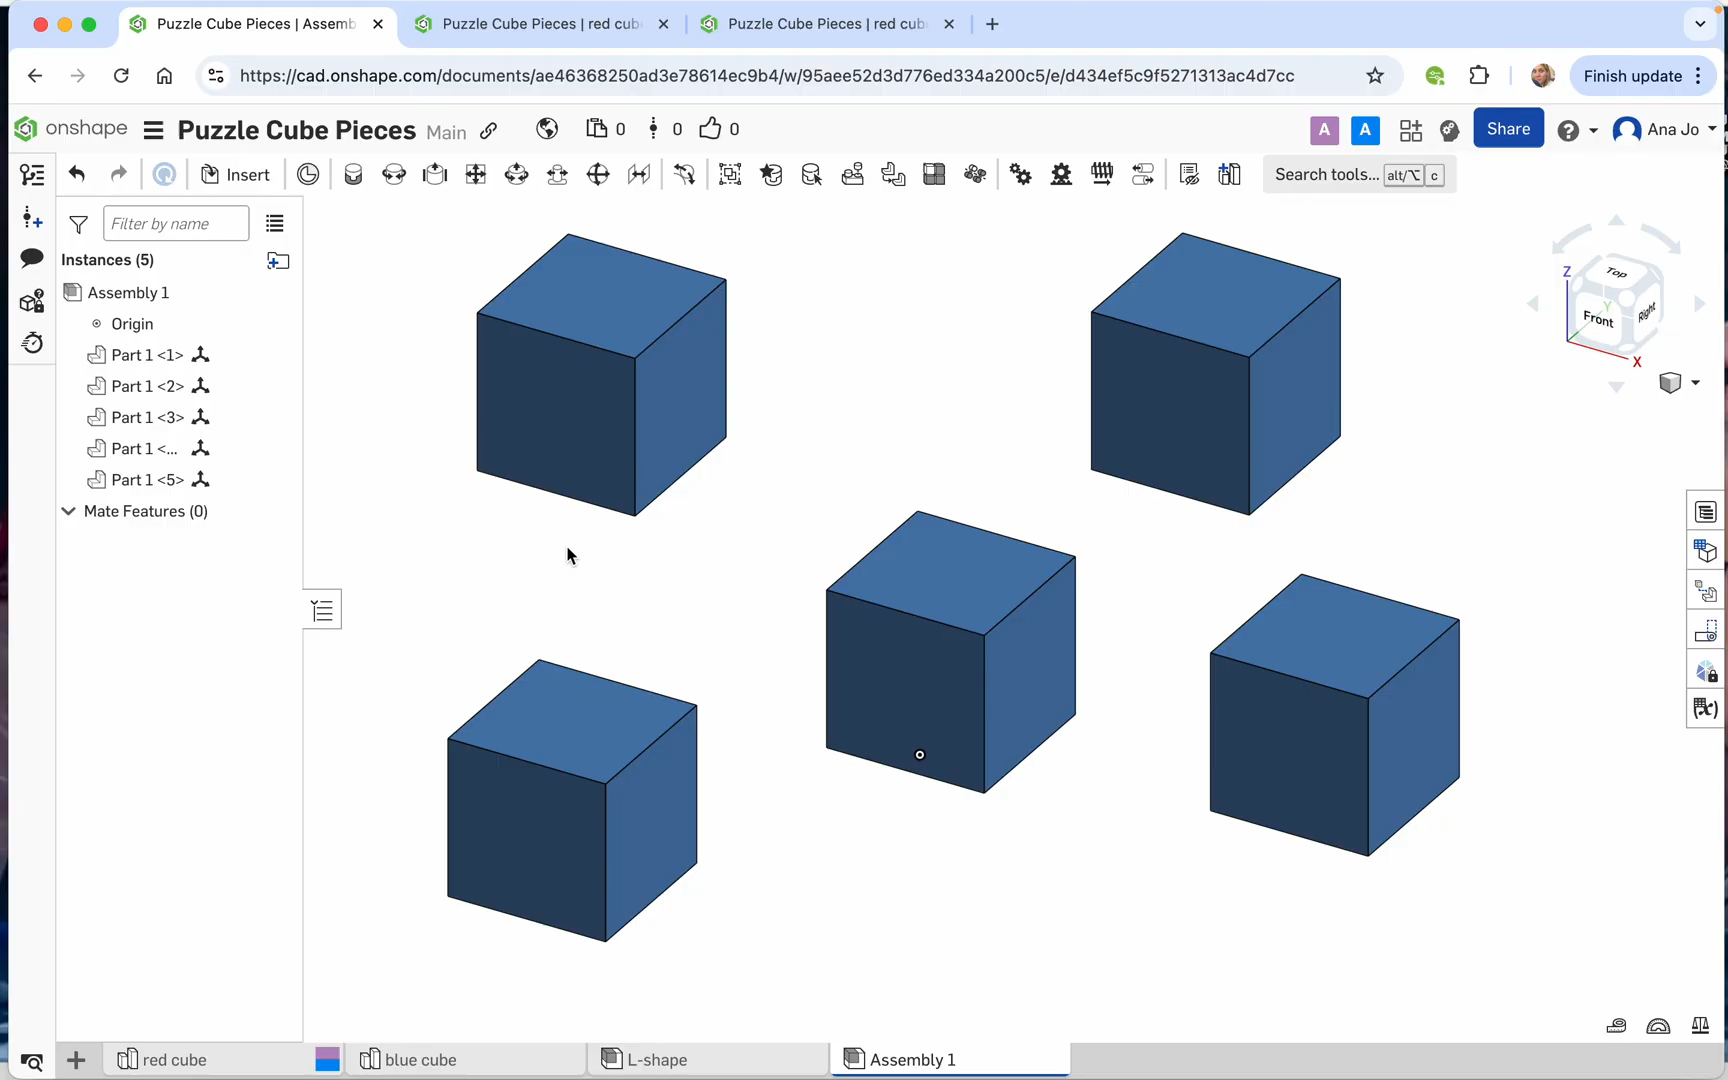 Puzzle Cube Pieces | Assemb
Puzzle Cube Pieces | red cub
Puzzle Cube Pieces | red cub
https://cad.onshape.com/documents/ae46368250ad3e78614ec9b4/w/95aee52d3d776ed334a200c5/e/d434ef5c9f5271313ac4d7cc
Finish update
onshape
Puzzle Cube Pieces Main
0
0
0
A
A
Share
Ana Jo
Insert
Search tools... alt/⌥ c
Filter by name
Instances (5)
Assembly 1
Origin
Part 1 <1>
Part 1 <2>
Part 1 <3>
Part 1 <...
Part 1 <5>
Mate Features (0)
Top
Z
Y
Front
Right
X
(x)
red cube
blue cube
L-shape
Assembly 1